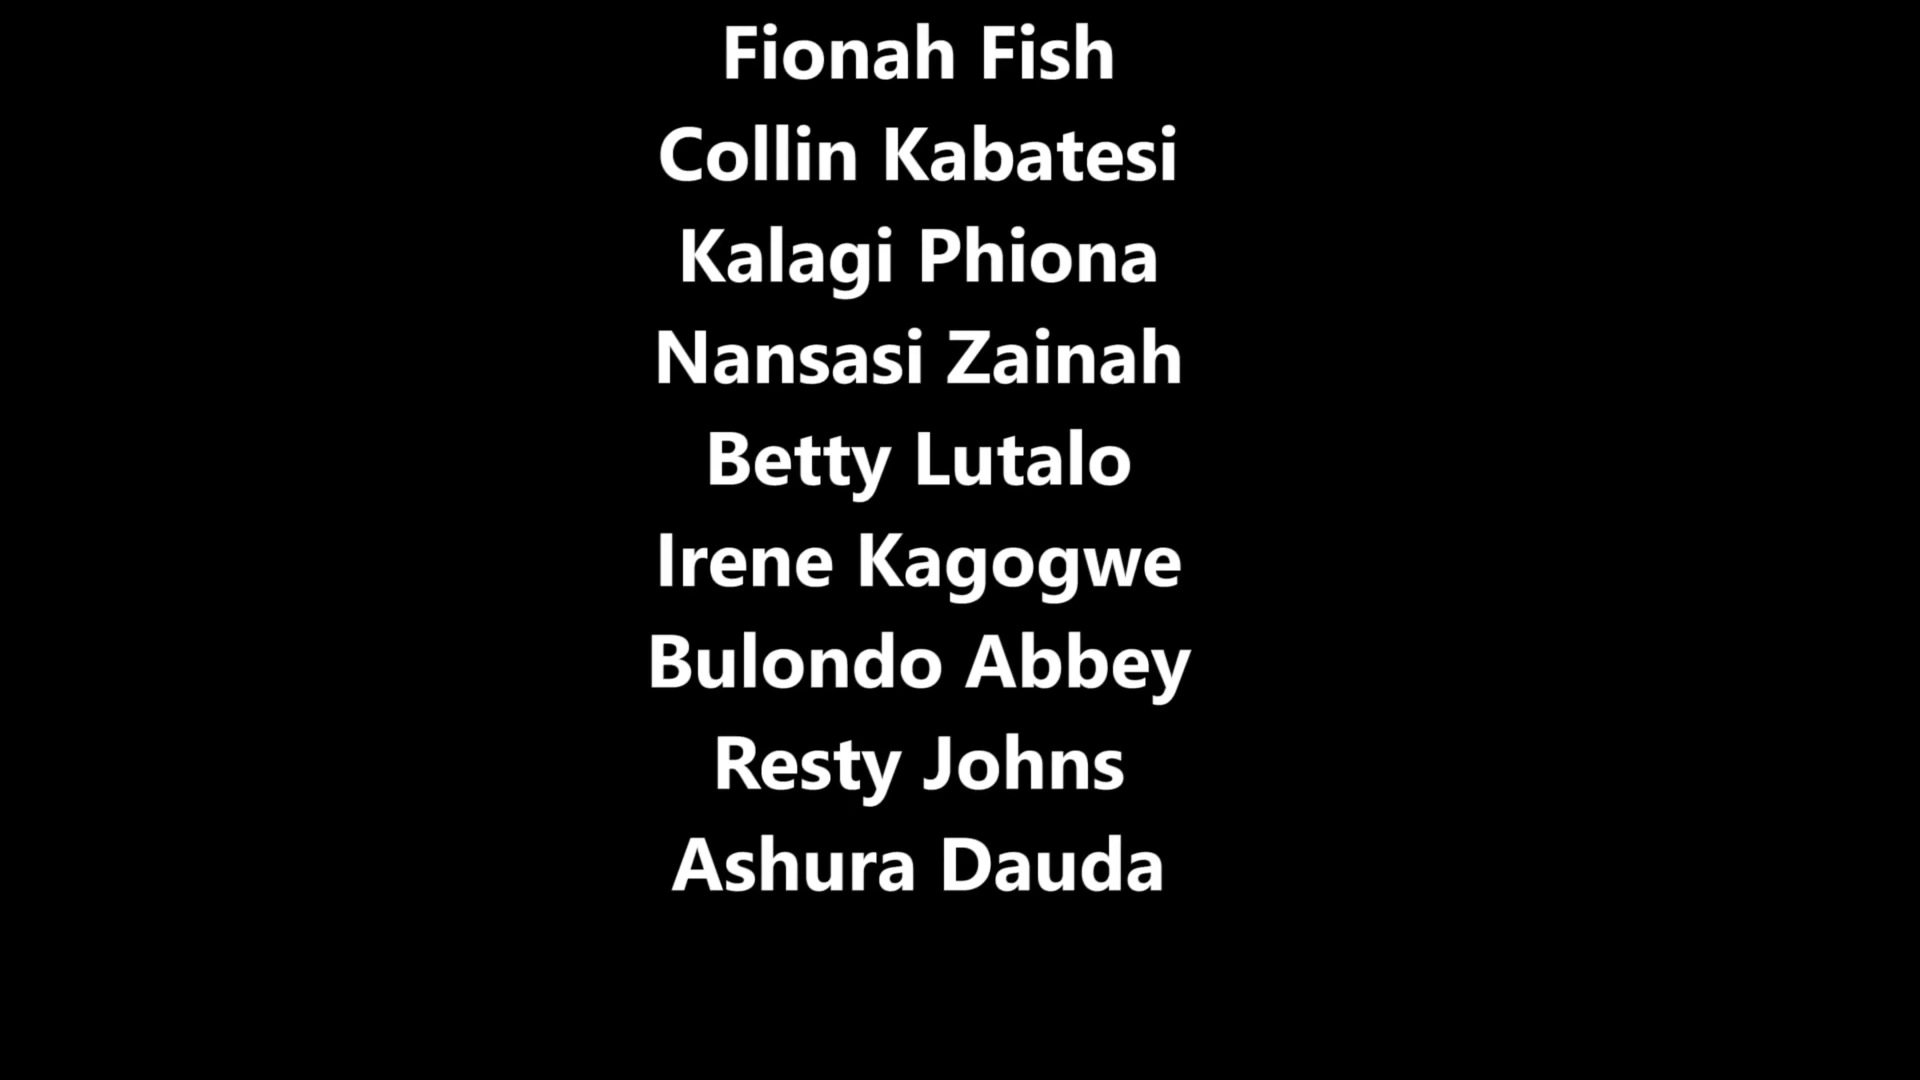 Fionah Fish
Collin Kabatesi
Kalagi Phiona
Nansasi Zainah
Betty Lutalo
Irene Kagogwe
Bulondo Abbey
Resty Johns
Ashura Dauda